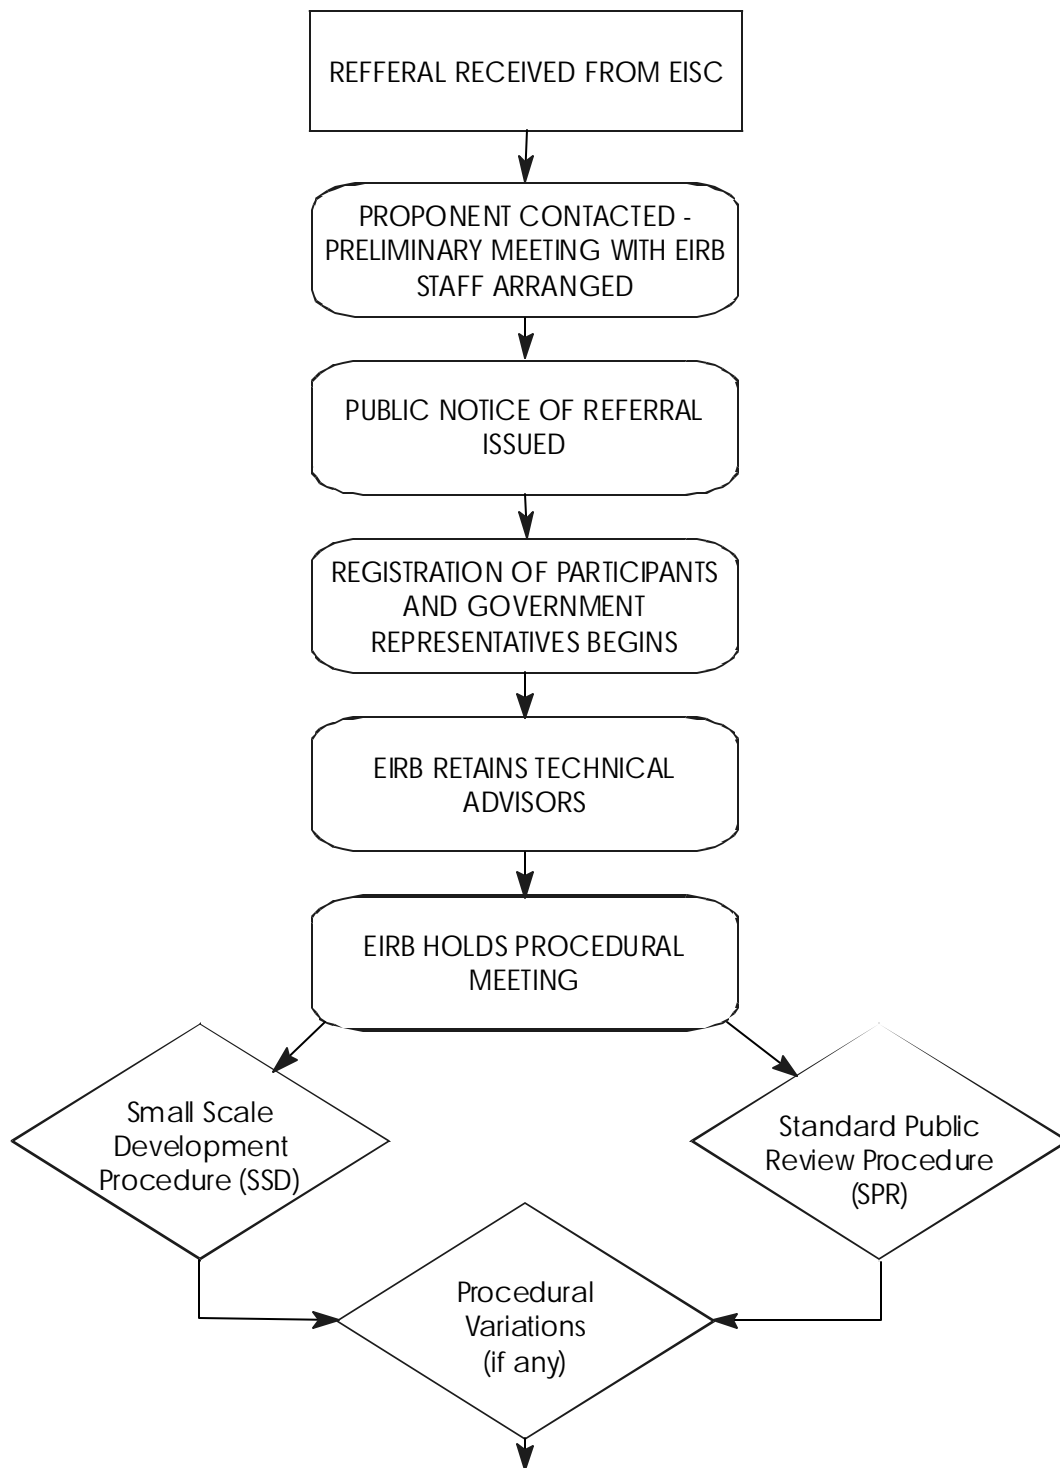 REFFERAL RECEIVED FROM EISC
PROPONENT CONTACTED -
PRELIMINARY MEETING WITH EIRB
STAFF ARRANGED
PUBLIC NOTICE OF REFERRAL
ISSUED
REGISTRATION OF PARTICIPANTS
AND GOVERNMENT
REPRESENTATIVES BEGINS
EIRB RETAINS TECHNICAL
ADVISORS
EIRB HOLDS PROCEDURAL
MEETING
Small Scale
Development
Procedure (SSD)
Standard Public
Review Procedure
(SPR)
Procedural
Variations
(if any)